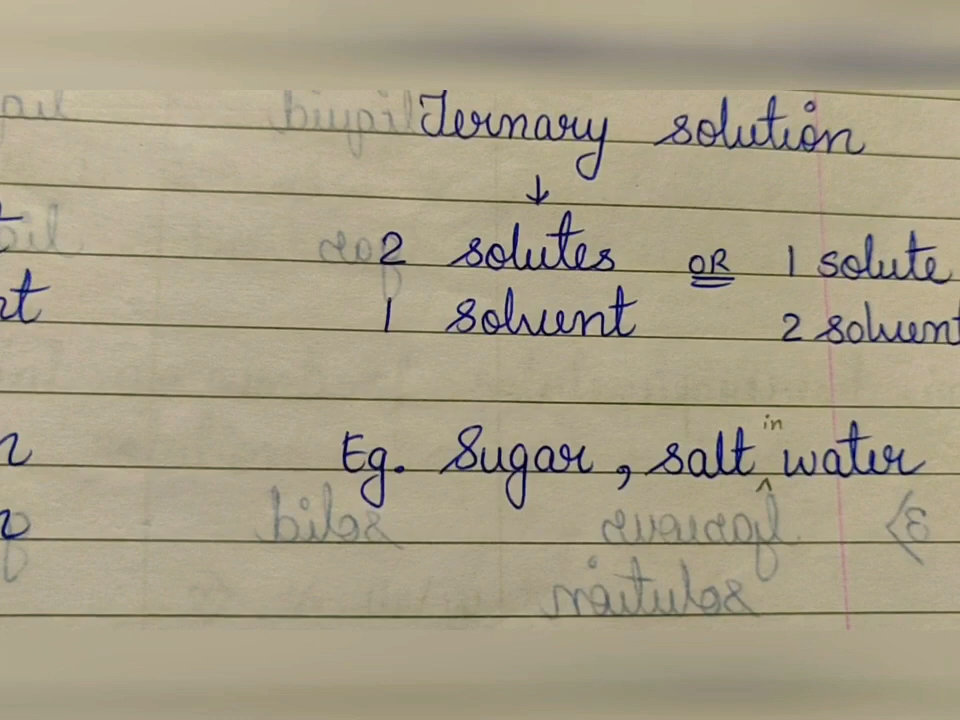 Ternary solution
↓
2 solutes OR 1 solute
1 solvent 2 solvent
Eg. Sugar, salt in water